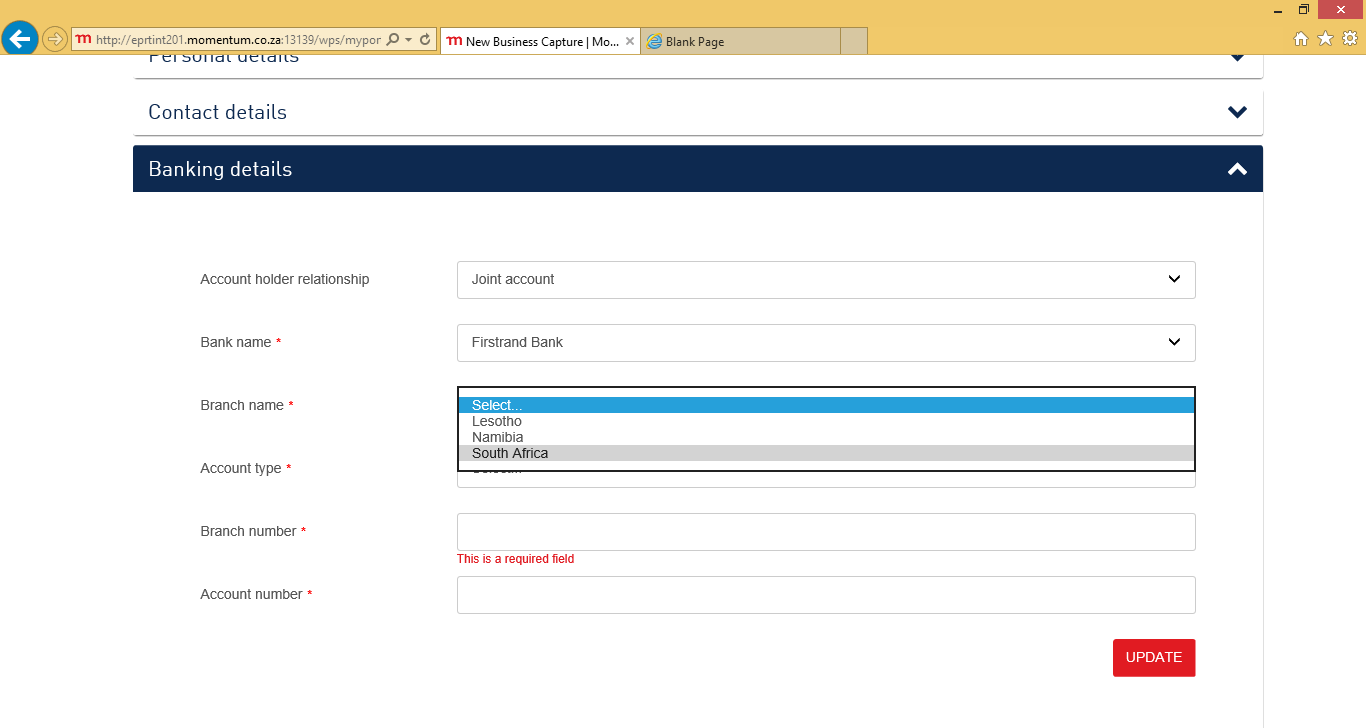 http://eprtint201.momentum.co.za:13139/wps/mypor
m New Business Capture | Mo...
Blank Page
Personal details
Contact details
Banking details
Account holder relationship
Joint account
Bank name *
Firstrand Bank
Branch name *
Select...
Lesotho
Namibia
South Africa
Account type *
Select...
Branch number *
This is a required field
Account number *
UPDATE